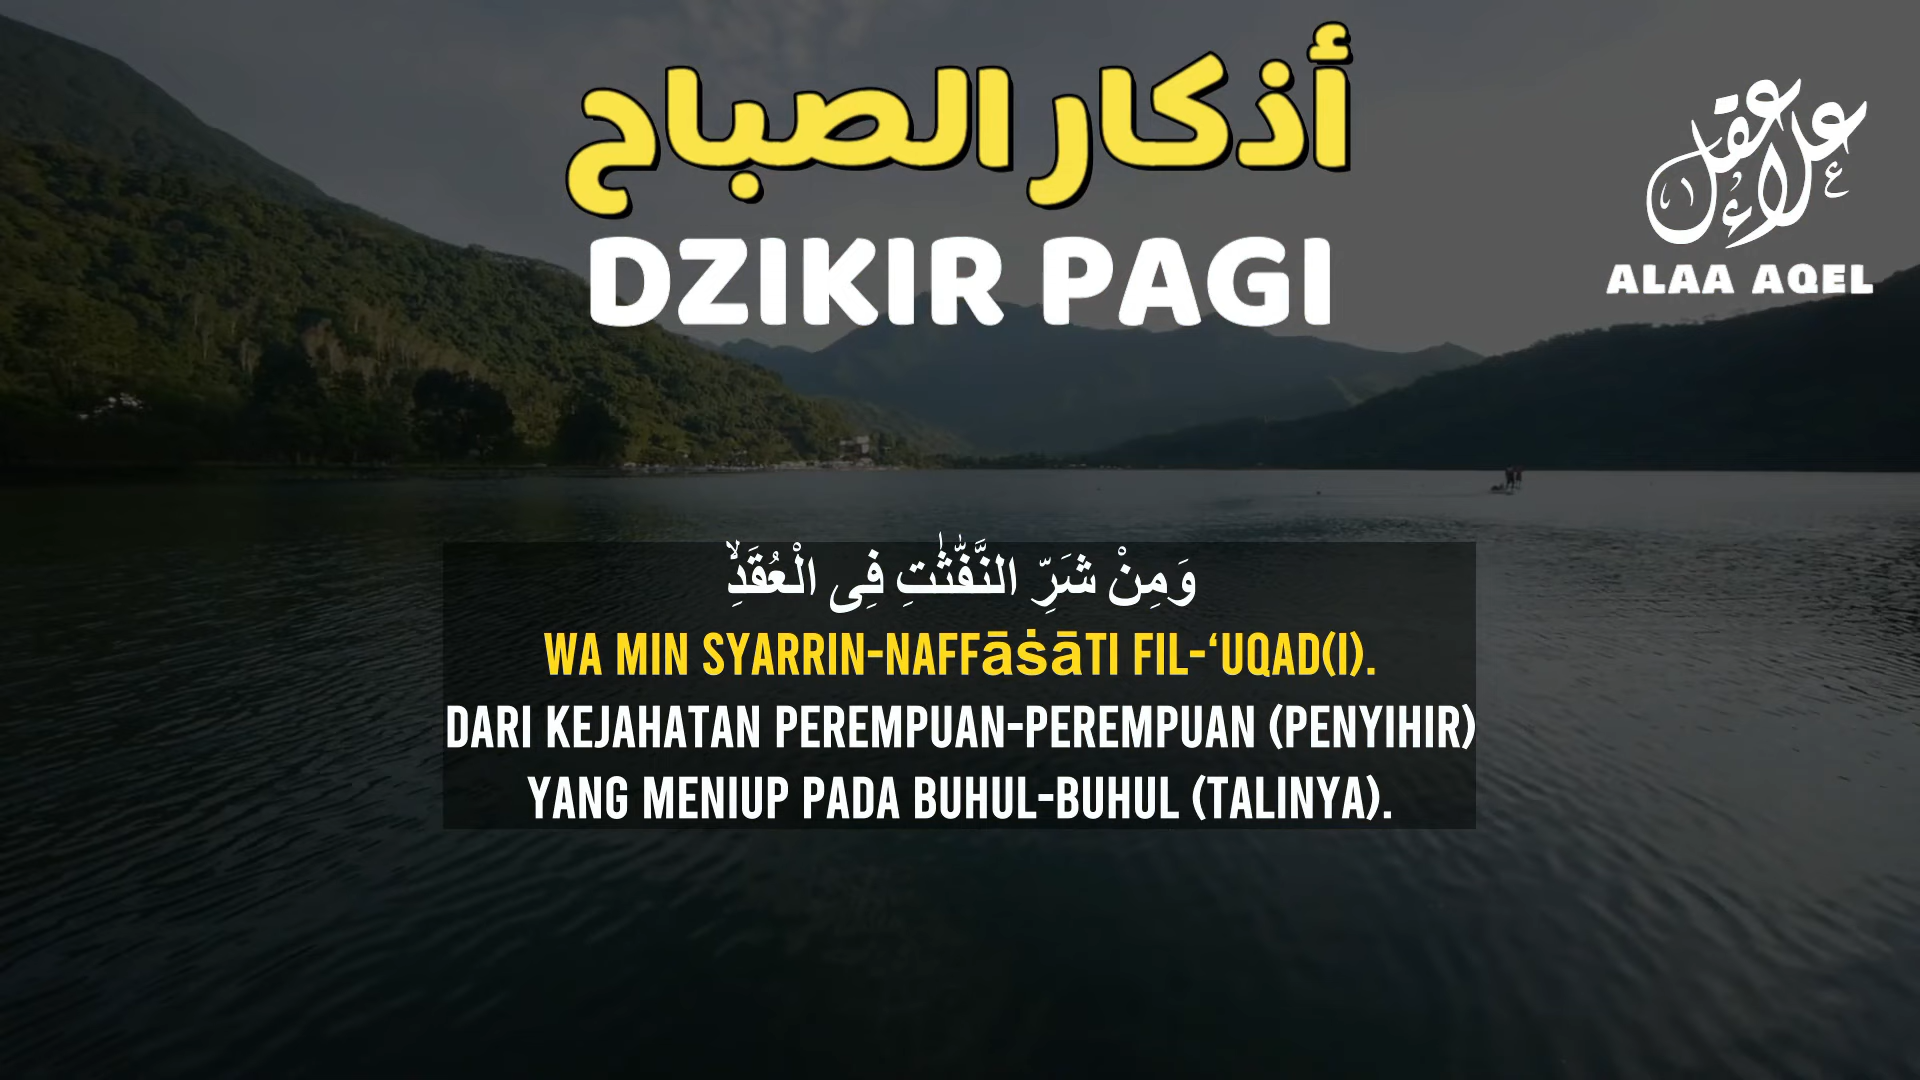 أذكار الصباح
DZIKIR PAGI
علاء عقل
ALAA AQEL
وَمِنْ شَرِّ النَّفّٰثٰتِ فِى الْعُقَدِۙ
WA MIN SYARRIN-NAFFāṡāTI FIL-‘UQAD(I).
DARI KEJAHATAN PEREMPUAN-PEREMPUAN (PENYIHIR)
YANG MENIUP PADA BUHUL-BUHUL (TALINYA).